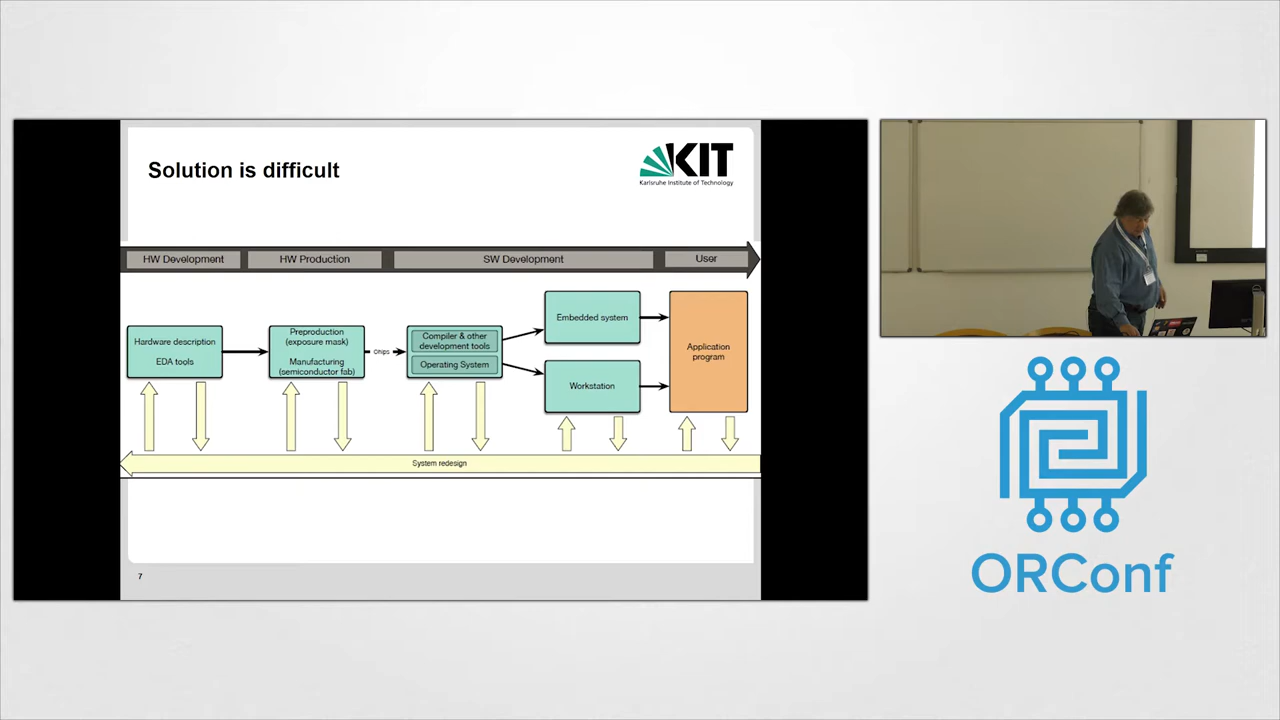 Solution is difficult
KIT
Karlsruhe Institute of Technology
HW Development
HW Production
SW Development
User
Hardware description
EDA tools
Preproduction
(exposure mask)
Manufacturing
(semiconductor fab)
Chips
Compiler & other
development tools
Operating System
Embedded system
Workstation
Application
program
System redesign
7
ORConf